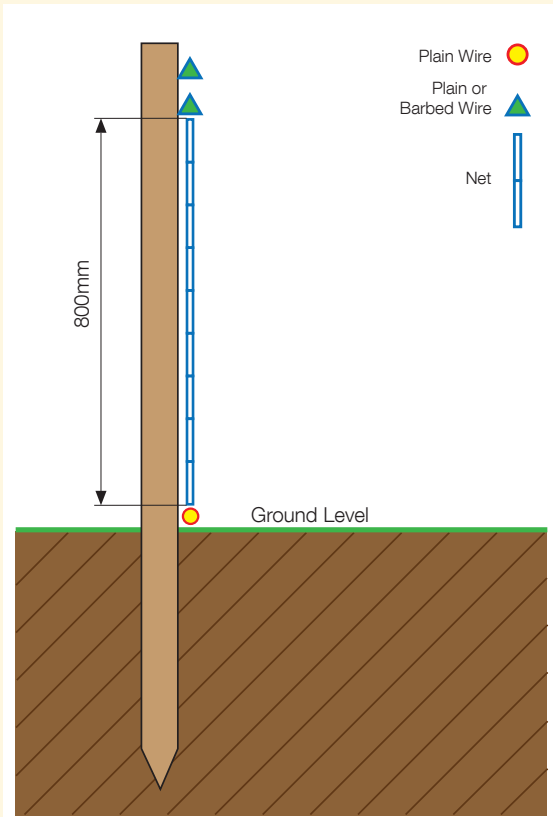 Plain Wire
Plain or
Barbed Wire
Net
800mm
Ground Level